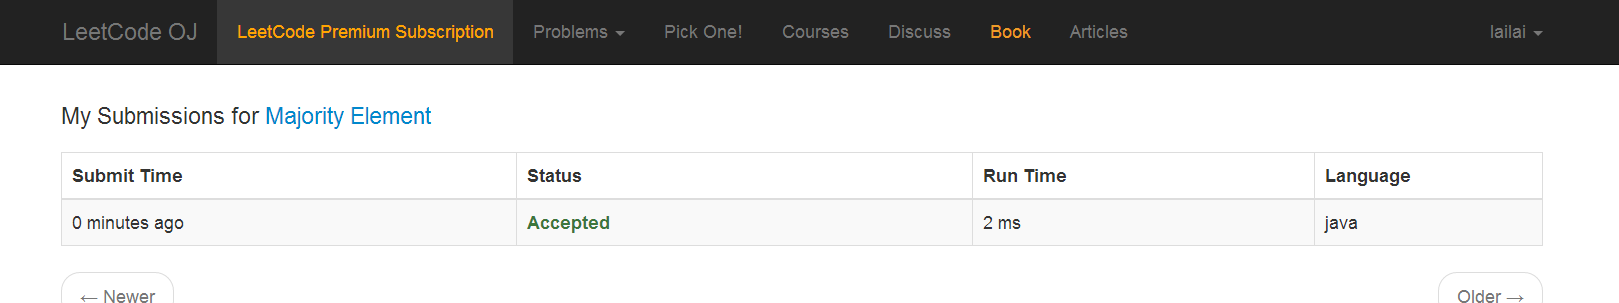 LeetCode OJ LeetCode Premium Subscription Problems Pick One! Courses Discuss Book Articles lailai
My Submissions for Majority Element
Submit Time Status Run Time Language
0 minutes ago Accepted 2 ms java
← Newer Older →